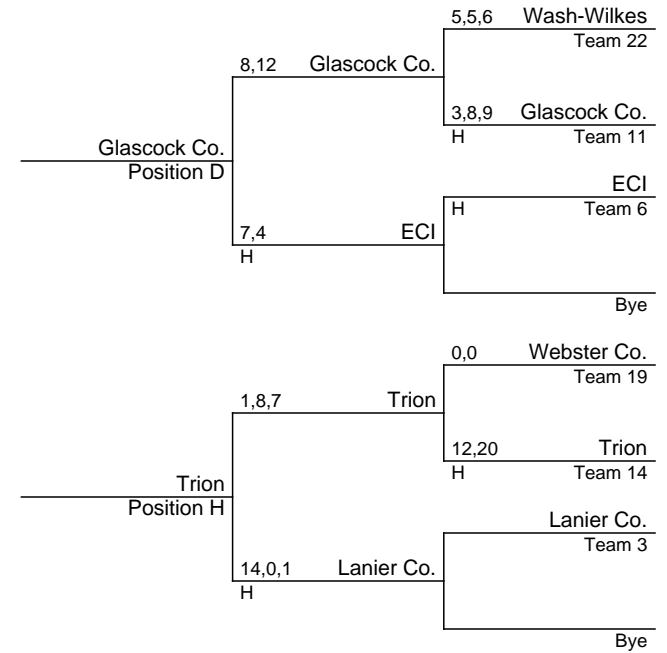 5,5,6 Wash-Wilkes
Team 22
8,12 Glascock Co.
3,8,9 Glascock Co.
H Team 11
Glascock Co.
Position D
ECI
H Team 6
7,4 ECI
H
Bye
0,0 Webster Co.
Team 19
1,8,7 Trion
12,20 Trion
H Team 14
Trion
Position H
Lanier Co.
Team 3
14,0,1 Lanier Co.
H
Bye